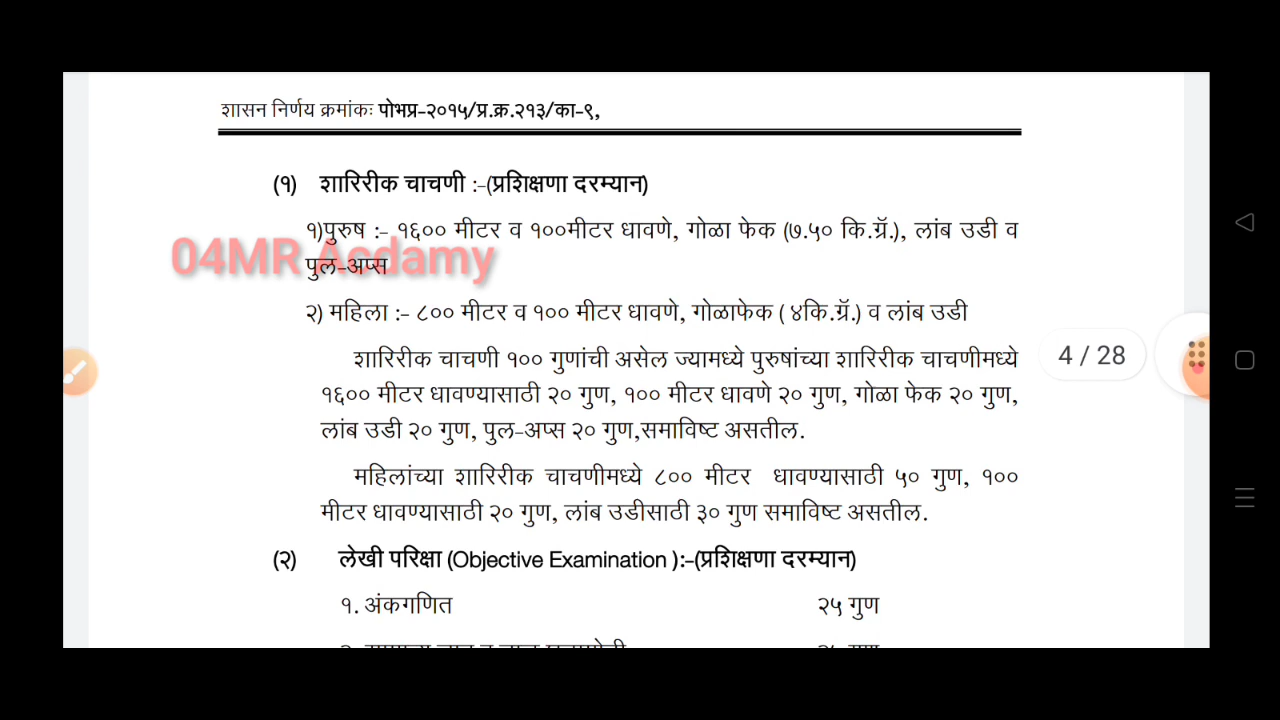 शासन निर्णय क्रमांकः पोभप्र-२०१५/प्र.क्र.२१३/का-९,
(१) शारिरीक चाचणी :-(प्रशिक्षणा दरम्यान)
१)पुरुष :- १६०० मीटर व १००मीटर धावणे, गोळा फेक (७.५० कि.ग्रॅ.), लांब उडी व
04MR Acdamy
पुल-अप्स
२) महिला :- ८०० मीटर व १०० मीटर धावणे, गोळाफेक ( ४कि.ग्रॅ.) व लांब उडी
शारिरीक चाचणी १०० गुणांची असेल ज्यामध्ये पुरुषांच्या शारिरीक चाचणीमध्ये
4 / 28
१६०० मीटर धावण्यासाठी २० गुण, १०० मीटर धावणे २० गुण, गोळा फेक २० गुण,
लांब उडी २० गुण, पुल-अप्स २० गुण,समाविष्ट असतील.
महिलांच्या शारिरीक चाचणीमध्ये ८०० मीटर धावण्यासाठी ५० गुण, १००
मीटर धावण्यासाठी २० गुण, लांब उडीसाठी ३० गुण समाविष्ट असतील.
(२) लेखी परिक्षा (Objective Examination ):-(प्रशिक्षणा दरम्यान)
१. अंकगणित २५ गुण